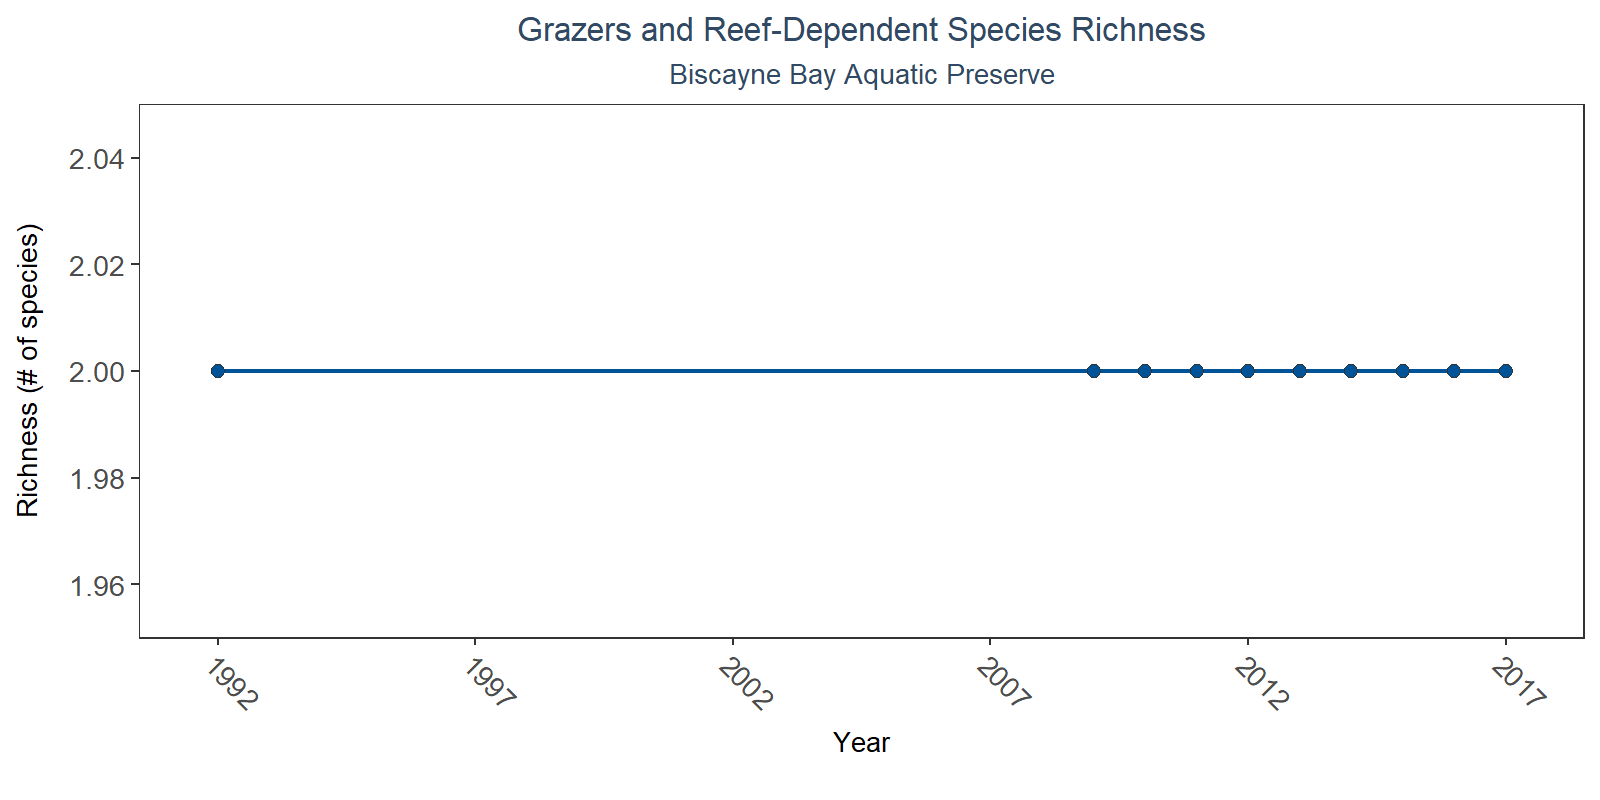 Grazers and Reef-Dependent Species Richness
Biscayne Bay Aquatic Preserve
Richness (# of species)
2.04
2.02
2.00
1.98
1.96
1992
1997
2002
2007
2012
2017
Year